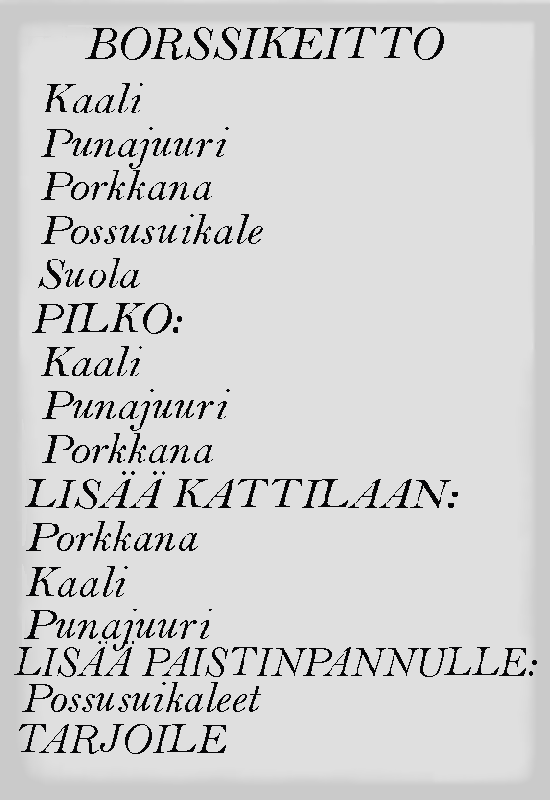 BORSSIKEITTO
Kaali
Punajuuri
Porkkana
Possusuikale
Suola
PILKO:
Kaali
Punajuuri
Porkkana
LISÄÄ KATTILAAN:
Porkkana
Kaali
Punajuuri
LISÄÄ PAISTINPANNULLE:
Possusuikaleet
TARJOILE